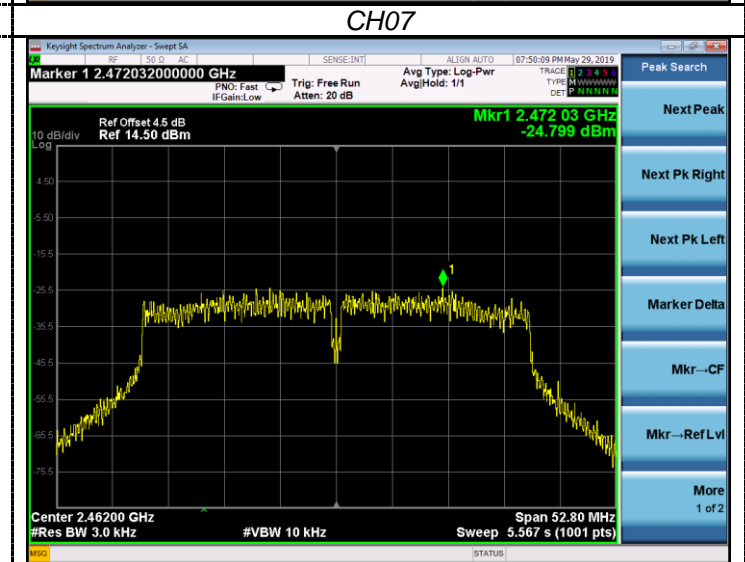 CH07
Keysight Spectrum Analyzer - Swept SA
LXI RF 50 Ω AC SENSE:INT ALIGN AUTO 07:50:09 PM May 29, 2019
Marker 1 2.472032000000 GHz
PNO: Fast
IFGain:Low
Trig: Free Run
Atten: 20 dB
Avg Type: Log-Pwr
Avg|Hold: 1/1
TRACE 1 2 3 4 5 6
TYPE M WWWWW
DET P N N N N N
Peak Search
Next Peak
Next Pk Right
Next Pk Left
Marker Delta
Mkr→CF
Mkr→RefLvl
More
1 of 2
Mkr1 2.472 03 GHz
-24.799 dBm
Ref Offset 4.5 dB
10 dB/div Ref 14.50 dBm
Log
4.50
-5.50
-15.5
-25.5
-35.5
-45.5
-55.5
-65.5
-75.5
1
Center 2.46200 GHz Span 52.80 MHz
#Res BW 3.0 kHz #VBW 10 kHz Sweep 5.567 s (1001 pts)
MSG STATUS